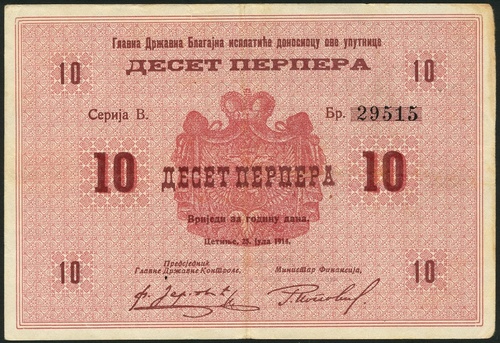 Главна Државна Благајна исплатиће доносиоцу ове упутнице
10 ДЕСЕТ ПЕРПЕРА 10
Серија В. Бр. 29515
10 ДЕСЕТ ПЕРПЕРА 10
Вриједи за годину дана.
Цетиње, 25. јула 1914.
Предсједник
Главне Државне Контроле, Министар Финансија,
10 10